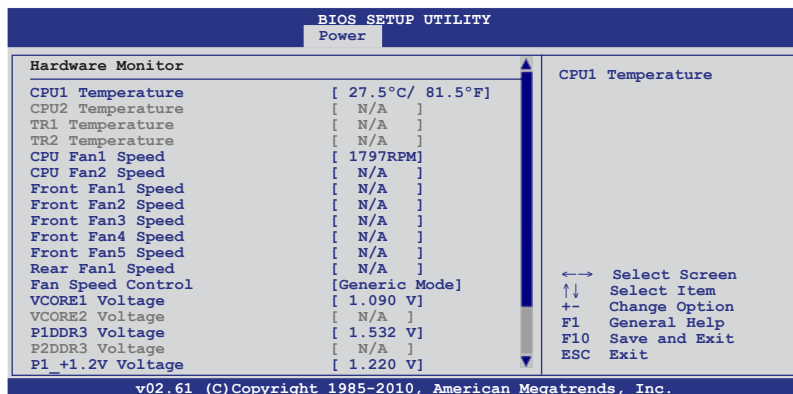 BIOS SETUP UTILITY
Power
Hardware Monitor
CPU1 Temperature [ 27.5°C/ 81.5°F]
CPU2 Temperature [ N/A ]
TR1 Temperature [ N/A ]
TR2 Temperature [ N/A ]
CPU Fan1 Speed [ 1797RPM]
CPU Fan2 Speed [ N/A ]
Front Fan1 Speed [ N/A ]
Front Fan2 Speed [ N/A ]
Front Fan3 Speed [ N/A ]
Front Fan4 Speed [ N/A ]
Front Fan5 Speed [ N/A ]
Rear Fan1 Speed [ N/A ]
Fan Speed Control [Generic Mode]
VCORE1 Voltage [ 1.090 V]
VCORE2 Voltage [ N/A ]
P1DDR3 Voltage [ 1.532 V]
P2DDR3 Voltage [ N/A ]
P1_+1.2V Voltage [ 1.220 V]
CPU1 Temperature
←→ Select Screen
↑↓ Select Item
+- Change Option
F1 General Help
F10 Save and Exit
ESC Exit
v02.61 (C)Copyright 1985-2010, American Megatrends, Inc.